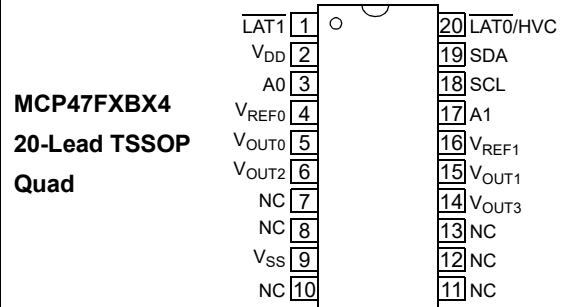 LAT1 1 20 LAT0/HVC
VDD 2 19 SDA
A0 3 18 SCL
MCP47FXBX4
VREF0 4 17 A1
20-Lead TSSOP
VOUT0 5 16 VREF1
Quad
VOUT2 6 15 VOUT1
NC 7 14 VOUT3
NC 8 13 NC
VSS 9 12 NC
NC 10 11 NC